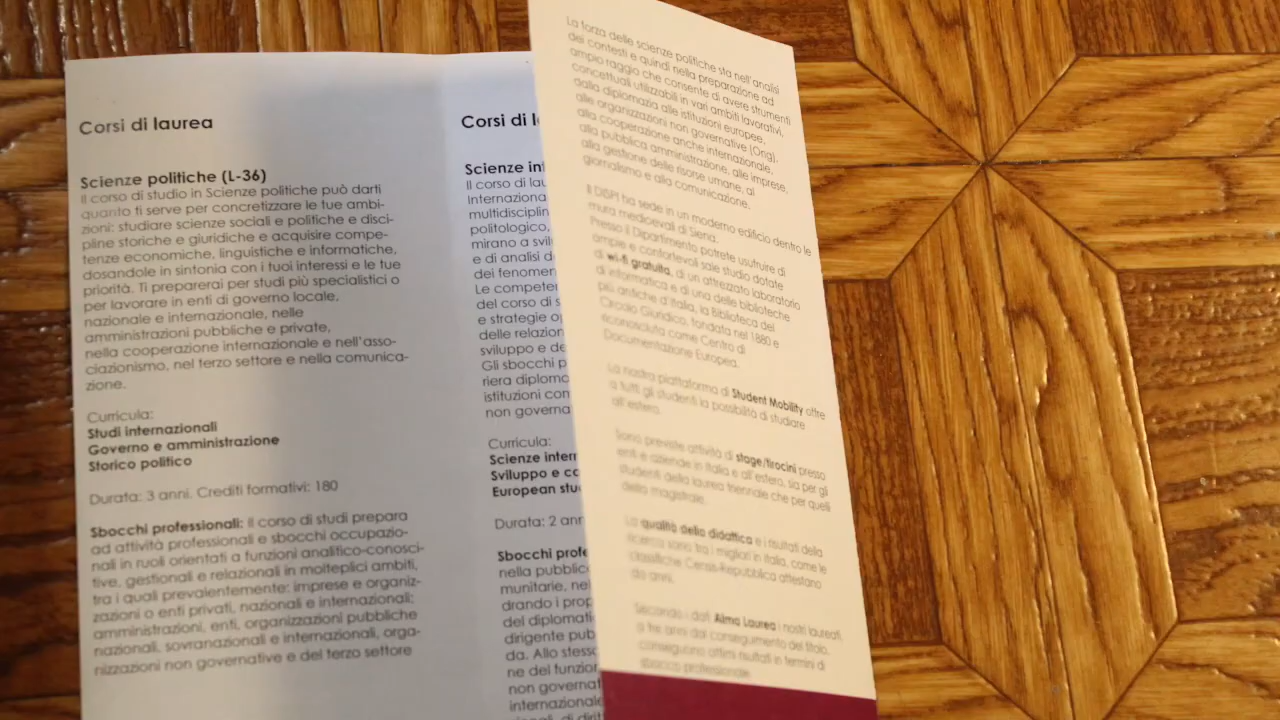 Corsi di laurea
Scienze politiche (L-36)
Il corso di studio in Scienze politiche può darti
quanto ti serve per concretizzare le tue ambi-
zioni: studiare scienze sociali e politiche e disci-
pline storiche e giuridiche e acquisire compe-
tenze economiche, linguistiche e informatiche,
dosandole in sintonia con i tuoi interessi e le tue
priorità. Ti preparerai per studi più specialistici o
per lavorare in enti di governo locale,
nazionale e internazionale, nelle
amministrazioni pubbliche e private,
nella cooperazione internazionale e nell'asso-
ciazionismo, nel terzo settore e nella comunica-
zione.
Curricula:
Studi internazionali
Governo e amministrazione
Storico politico
Durata: 3 anni. Crediti formativi: 180
Sbocchi professionali: il corso di studi prepara
ad attività professionali e sbocchi occupazio-
nali in ruoli orientati a funzioni analitico-conosci-
tive, gestionali e relazionali in molteplici ambiti,
tra i quali prevalentemente: imprese e organiz-
zazioni o enti privati, nazionali e internazionali;
amministrazioni, enti, organizzazioni pubbliche
nazionali, sovranazionali e internazionali, orga-
nizzazioni non governative e del terzo settore
Corsi di l
Scienze int
Il corso di lau
Internaziona
multidisciplin
politologico,
mirano a svil
e di analisi d
dei fenomen
Le competen
del corso di s
e strategie o
delle relazion
sviluppo e de
Gli sbocchi p
riera diploma
istituzioni con
non governa
Curricula:
Scienze inter
Sviluppo e co
European stu
Durata: 2 ann
Sbocchi profe
nella pubblic
munitarie, ne
drando i prop
del diplomati
dirigente pub
da. Allo stess
ne del funzion
non governat
internazionale
La forza delle scienze politiche sta nell'analisi
dei contesti e quindi nella preparazione ad
ampio raggio che consente di avere strumenti
concettuali utilizzabili in vari ambiti lavorativi,
dalla diplomazia alle istituzioni europee,
alle organizzazioni non governative (Ong),
alla cooperazione anche internazionale,
alla pubblica amministrazione, alle imprese,
alla gestione delle risorse umane, al
giornalismo e alla comunicazione.
Il DISPI ha sede in un moderno edificio dentro le
mura medioevali di Siena.
Presso il Dipartimento potrete usufruire di
ampie e confortevoli sale studio dotate
di wi-fi gratuita, di un attrezzato laboratorio
di informatica e di una delle biblioteche
più antiche d'Italia, la Biblioteca del
Circolo Giuridico, fondata nel 1880 e
riconosciuta come Centro di
Documentazione Europea.
La nostra piattaforma di Student Mobility offre
a tutti gli studenti la possibilità di studiare
all'estero.
Sono previste attività di stage/tirocini presso
enti e aziende in Italia e all'estero, sia per gli
studenti della laurea triennale che per quelli
della magistrale.
La qualità della didattica e i risultati della
ricerca sono tra i migliori in Italia, come le
classifiche Censis-Repubblica attestano
da anni.
Secondo i dati Alma Laurea i nostri laureati,
a tre anni dal conseguimento del titolo,
conseguono ottimi risultati in termini di
sbocco professionale.